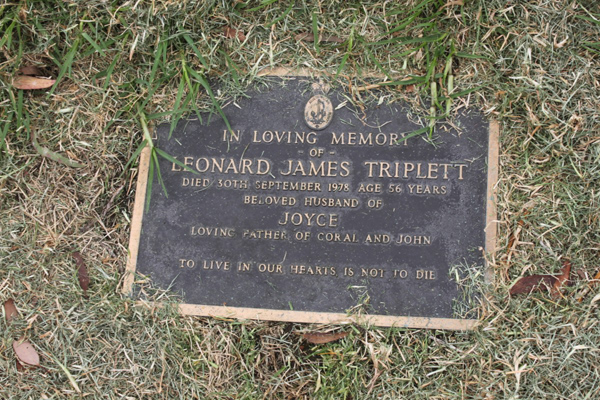 IN LOVING MEMORY
- OF -
LEONARD JAMES TRIPLETT
DIED 30TH SEPTEMBER 1978 AGE 56 YEARS
BELOVED HUSBAND OF
JOYCE
LOVING FATHER OF CORAL AND JOHN
TO LIVE IN OUR HEARTS IS NOT TO DIE